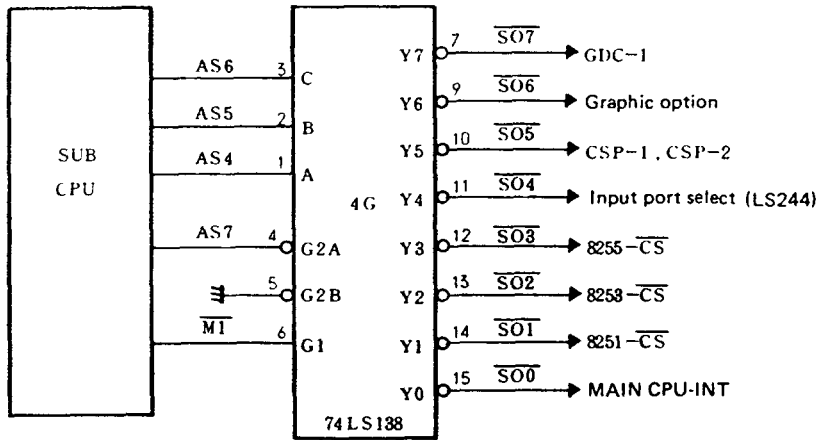 SUB
CPU
AS6
AS5
AS4
AS7
M1
3
2
1
4
5
6
C
B
A
G2A
G2B
G1
4G
74LS138
Y7 7 SO7 GDC-1
Y6 9 SO6 Graphic option
Y5 10 SO5 CSP-1, CSP-2
Y4 11 SO4 Input port select (LS244)
Y3 12 SO3 8255-CS
Y2 13 SO2 8253-CS
Y1 14 SO1 8251-CS
Y0 15 SO0 MAIN CPU-INT